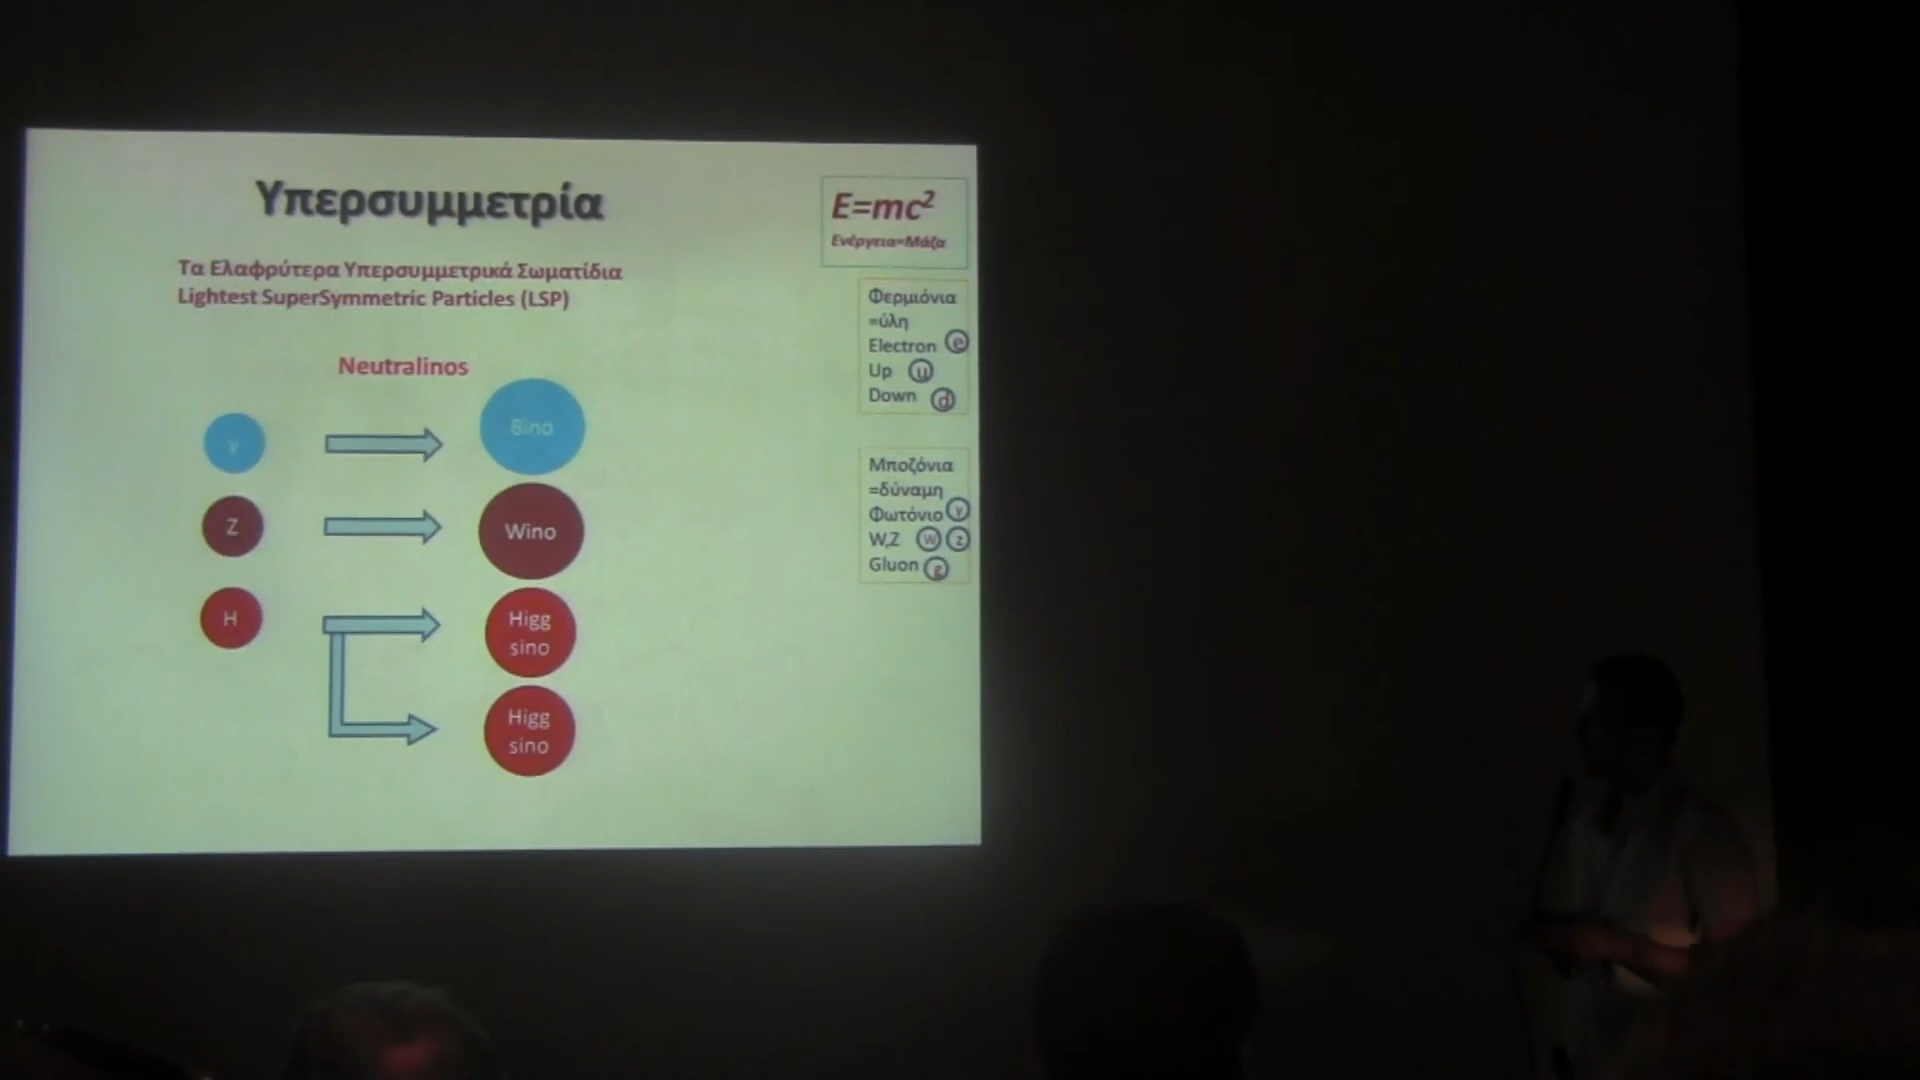 Υπερσυμμετρία
Τα Ελαφρύτερα Υπερσυμμετρικά Σωματίδια
Lightest SuperSymmetric Particles (LSP)
Neutralinos
γ
Bino
Z
Wino
H
Higg
sino
Higg
sino
E=mc²
Ενέργεια=Μάζα
Φερμιόνια
=ύλη
Electron e
Up u
Down d
Μποζόνια
=δύναμη
Φωτόνιο γ
W,Z W Z
Gluon g